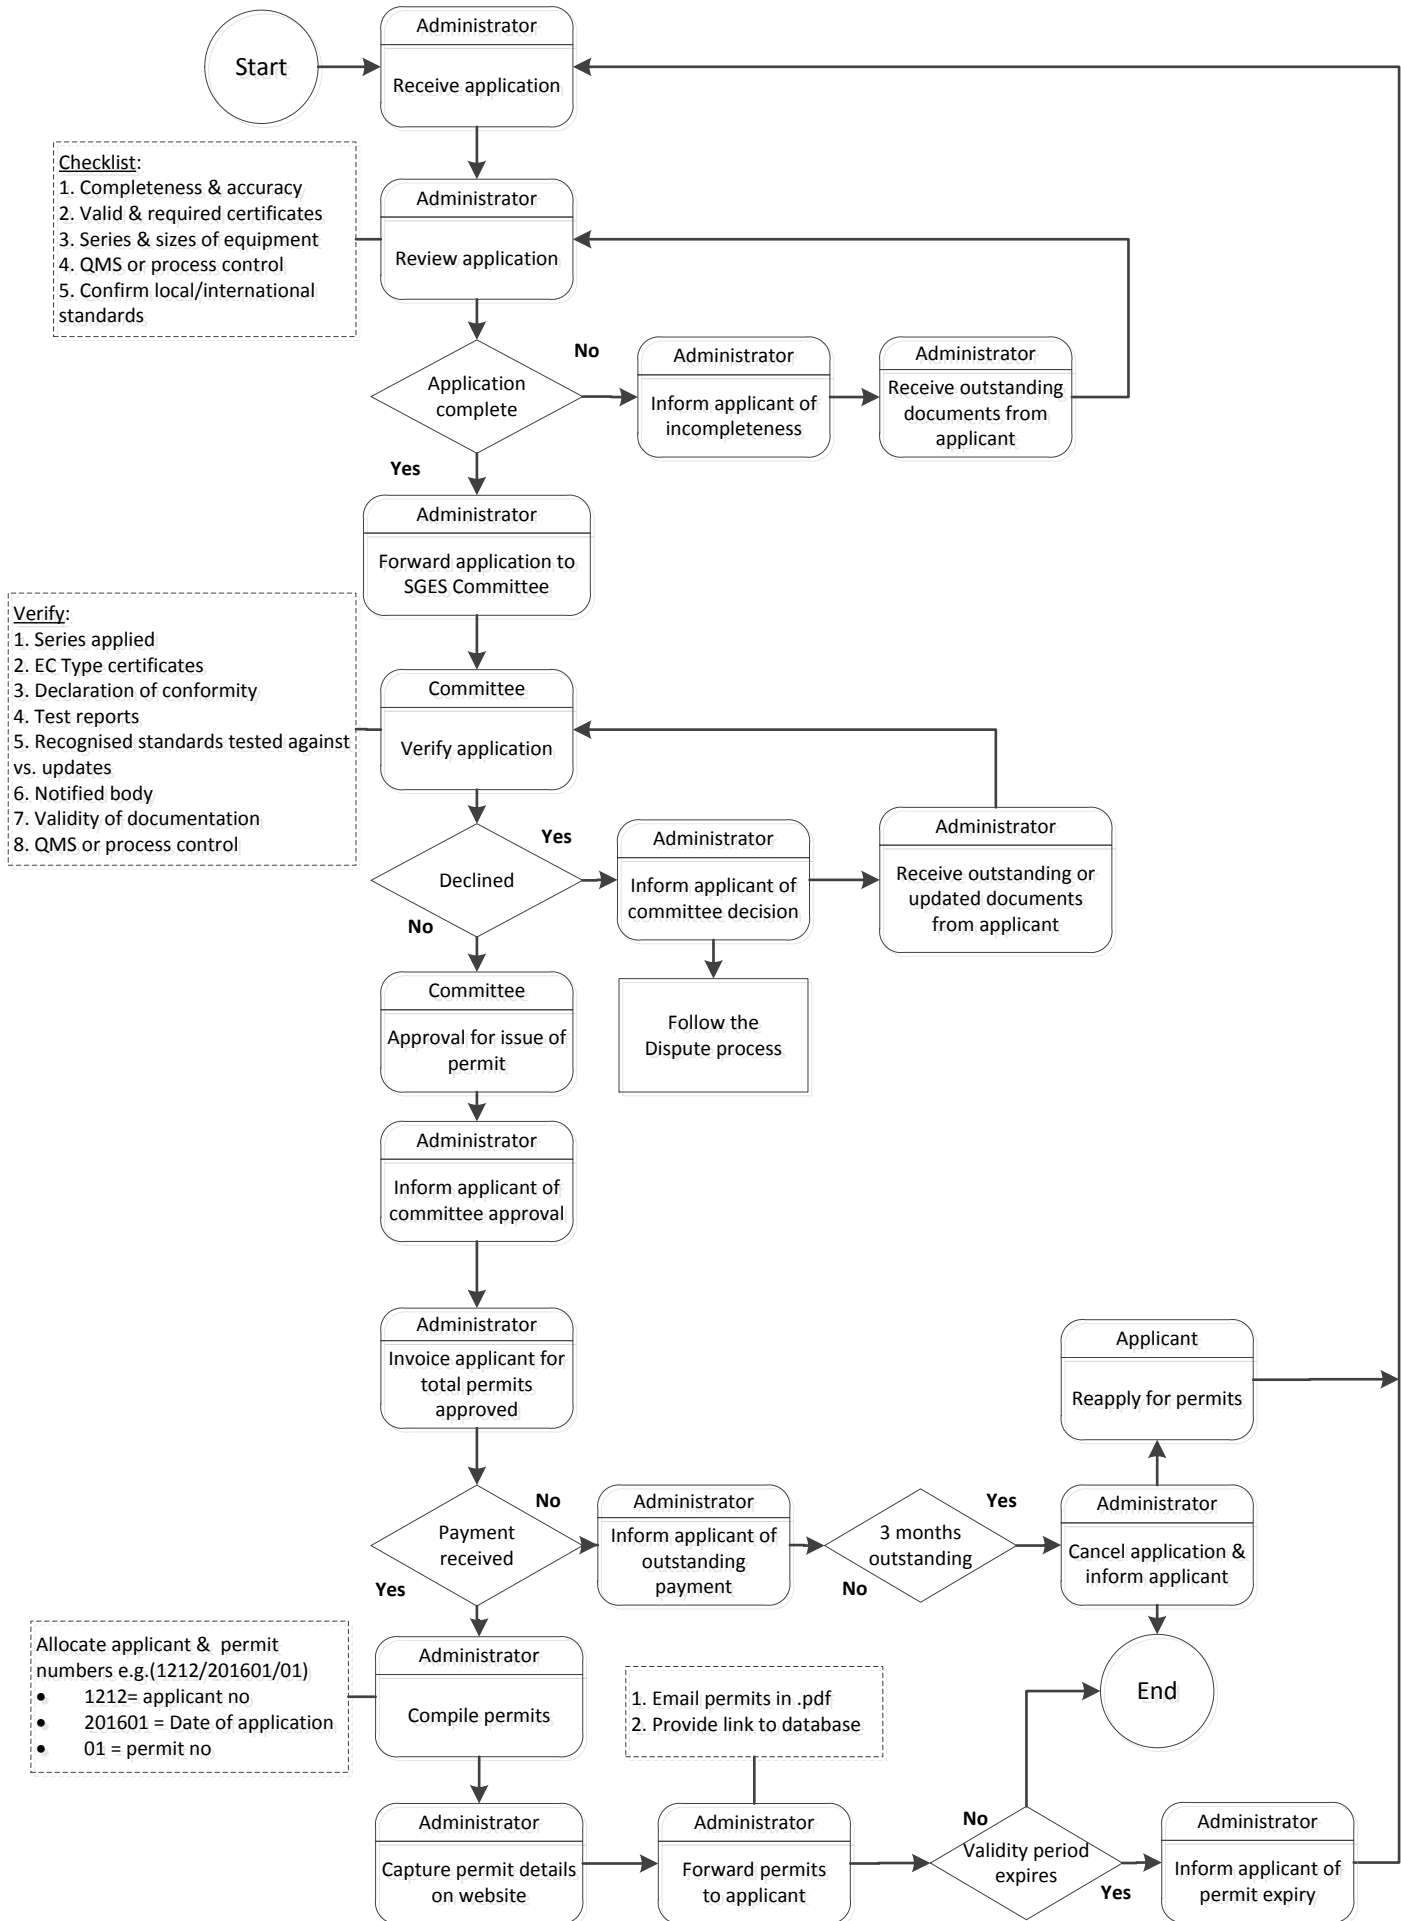 Administrator
Start
Receive application
Checklist:
1. Completeness & accuracy
2. Valid & required certificates
3. Series & sizes of equipment
4. QMS or process control
5. Confirm local/international
standards
Administrator
Review application
Application
complete
No
Administrator
Inform applicant of
incompleteness
Administrator
Receive outstanding
documents from
applicant
Yes
Administrator
Forward application to
SGES Committee
Verify:
1. Series applied
2. EC Type certificates
3. Declaration of conformity
4. Test reports
5. Recognised standards tested against
vs. updates
6. Notified body
7. Validity of documentation
8. QMS or process control
Committee
Verify application
Declined
Yes
Administrator
Inform applicant of
committee decision
Administrator
Receive outstanding or
updated documents
from applicant
No
Follow the
Dispute process
Committee
Approval for issue of
permit
Administrator
Inform applicant of
committee approval
Administrator
Invoice applicant for
total permits
approved
Applicant
Reapply for permits
Payment
received
No
Administrator
Inform applicant of
outstanding
payment
3 months
outstanding
Yes
No
Administrator
Cancel application &
inform applicant
Yes
End
Allocate applicant &  permit
numbers e.g.(1212/201601/01)
• 1212= applicant no
• 201601 = Date of application
• 01 = permit no
Administrator
Compile permits
1. Email permits in .pdf
2. Provide link to database
Administrator
Capture permit details
on website
Administrator
Forward permits
to applicant
No
Validity period
expires
Yes
Administrator
Inform applicant of
permit expiry